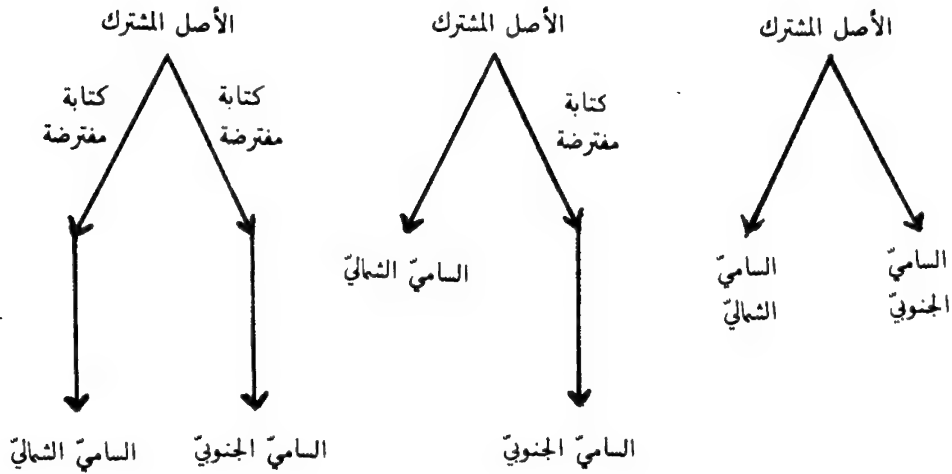 الأصل المشترك
الأصل المشترك
الأصل المشترك
كتابة
مفترضة
كتابة
مفترضة
كتابة
مفترضة
الساميّ
الجنوبيّ
الساميّ
الشماليّ
الساميّ الشماليّ
الساميّ الجنوبيّ
الساميّ الجنوبيّ
الساميّ الشماليّ